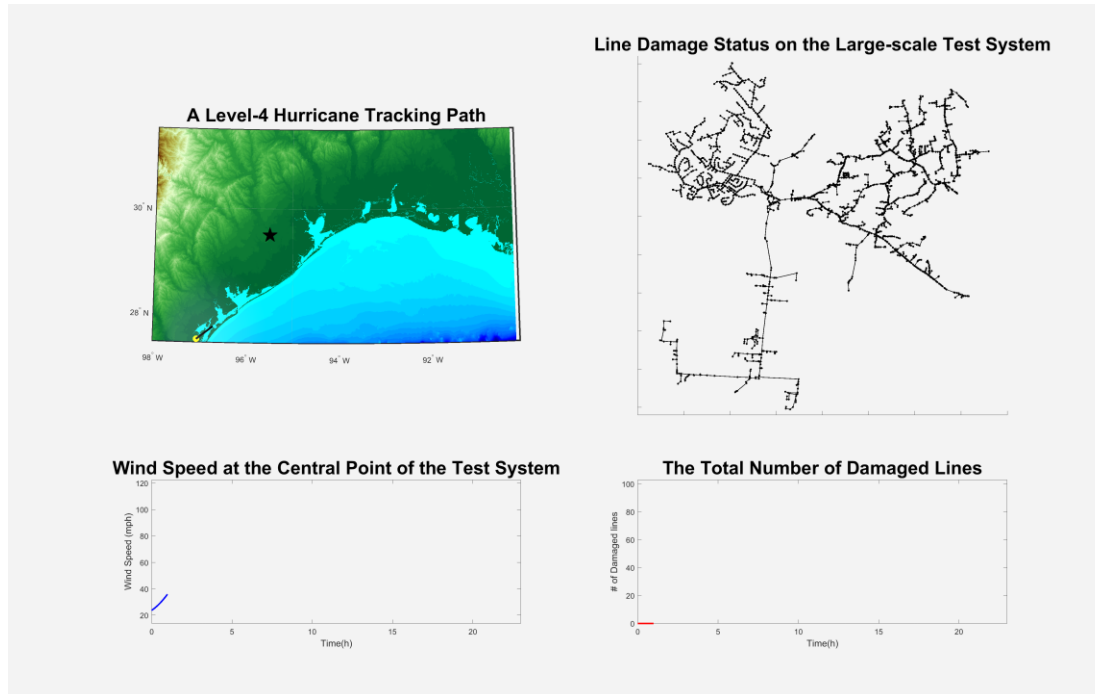 Line Damage Status on the Large-scale Test System
A Level-4 Hurricane Tracking Path
30° N
28° N
98° W
96° W
94° W
92° W
Wind Speed at the Central Point of the Test System
Wind Speed (mph)
120
100
80
60
40
20
0
5
10
15
20
Time(h)
The Total Number of Damaged Lines
# of Damaged lines
100
80
60
40
20
0
0
5
10
15
20
Time(h)